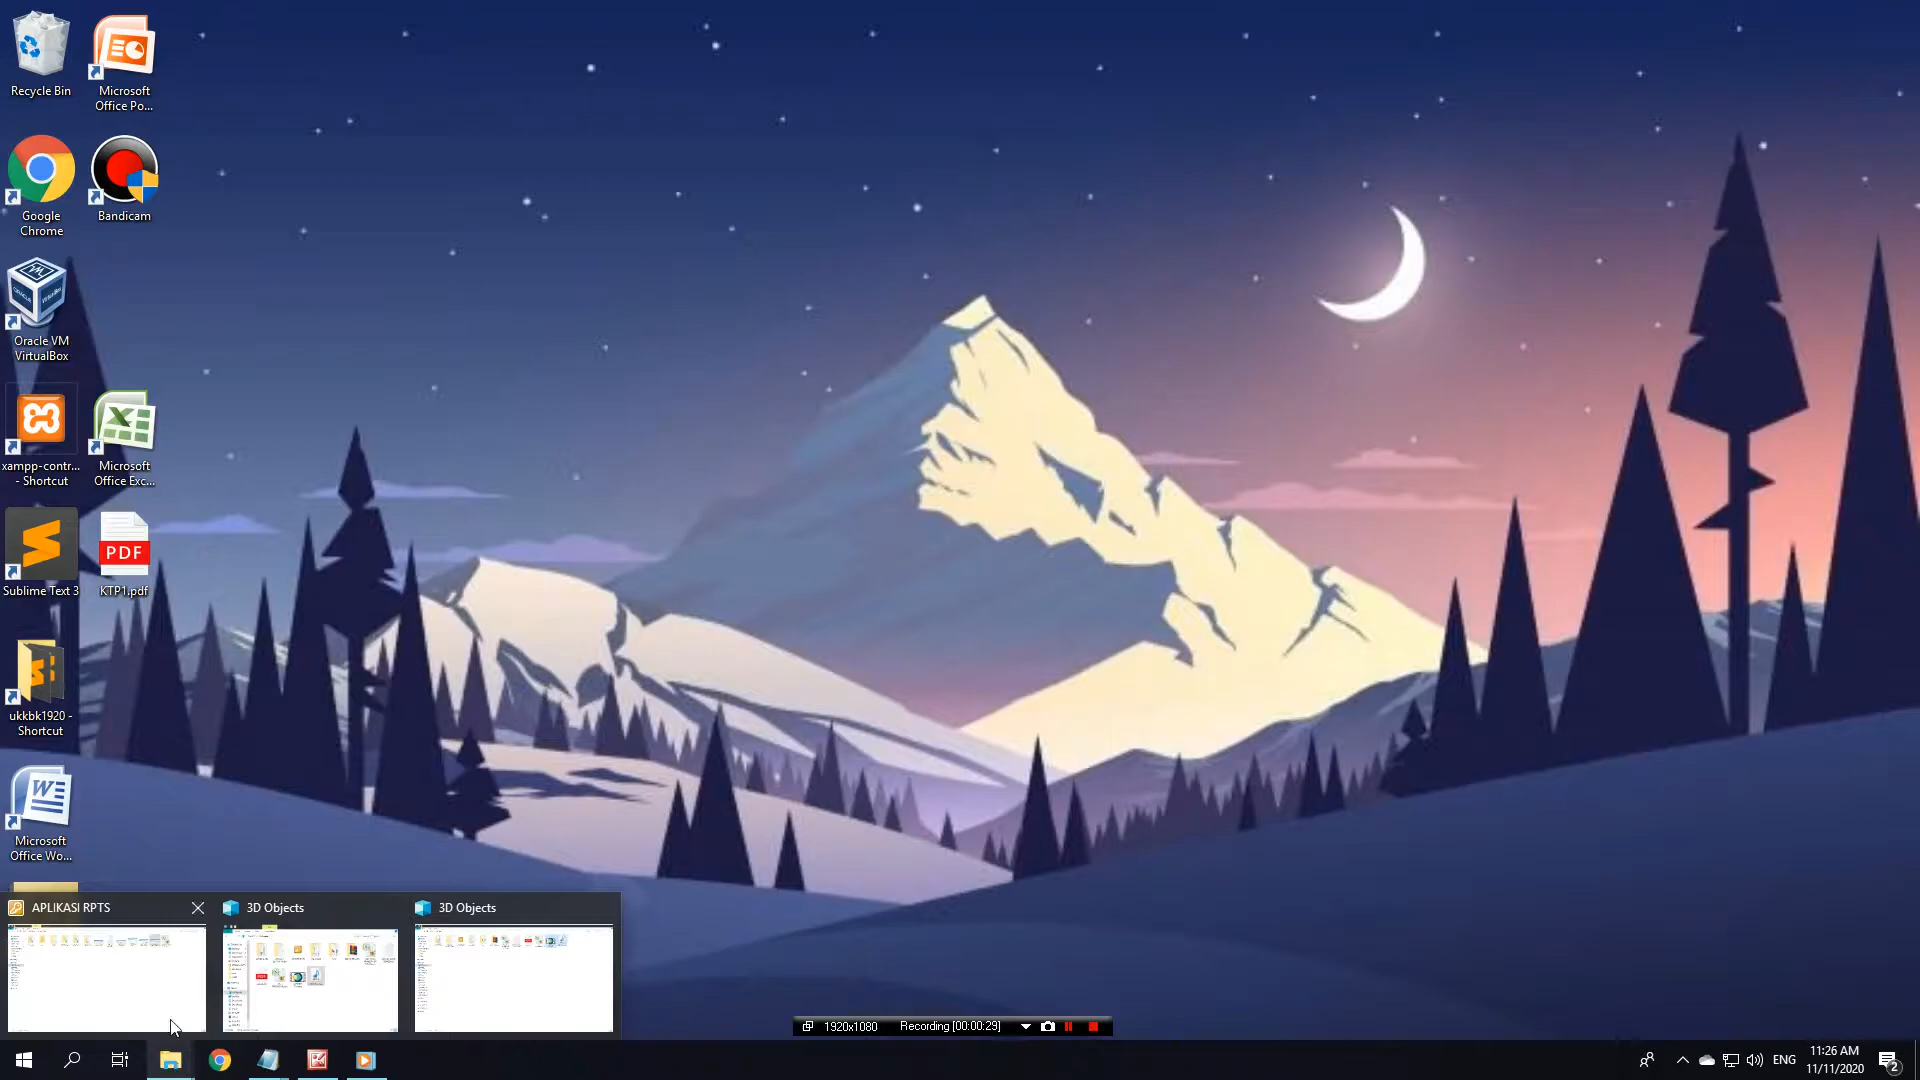 Recycle Bin
Microsoft
Office Po...
Google
Chrome
Bandicam
Oracle VM
VirtualBox
xampp-contr...
- Shortcut
Microsoft
Office Exc...
Sublime Text 3
PDF
KTP1.pdf
ukkbk1920 -
Shortcut
Microsoft
Office Wo...
APLIKASI RPTS
3D Objects
3D Objects
1920x1080
Recording [00:00:29]
ENG
11:26 AM
11/11/2020
2